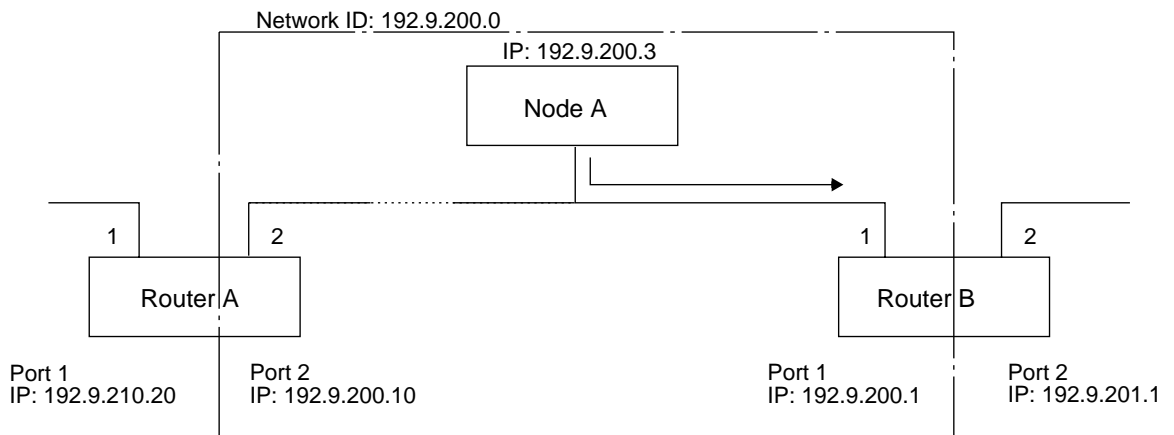 Network ID: 192.9.200.0
IP: 192.9.200.3
Node A
1
2
1
2
Router A
Router B
Port 1
IP: 192.9.210.20
Port 2
IP: 192.9.200.10
Port 1
IP: 192.9.200.1
Port 2
IP: 192.9.201.1